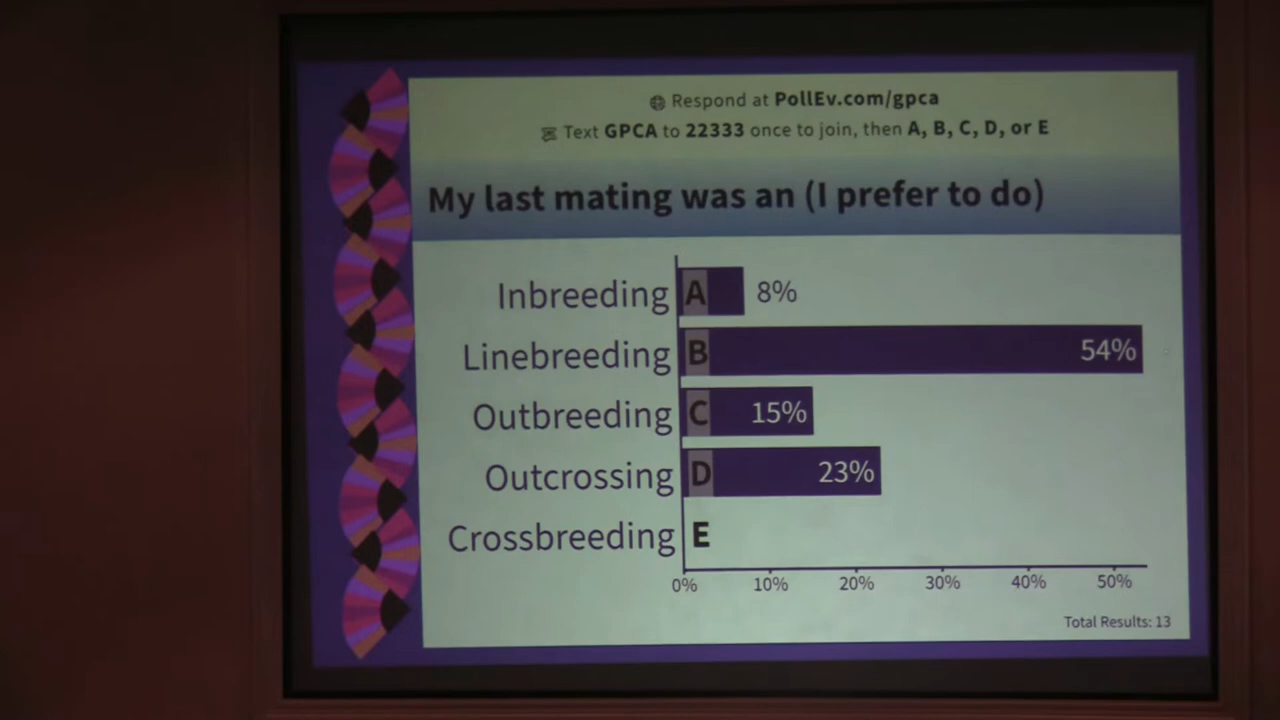 Respond at PollEv.com/gpca
Text GPCA to 22333 once to join, then A, B, C, D, or E
My last mating was an (I prefer to do)
Inbreeding A 8%
Linebreeding B 54%
Outbreeding C 15%
Outcrossing D 23%
Crossbreeding E
0% 10% 20% 30% 40% 50%
Total Results: 13